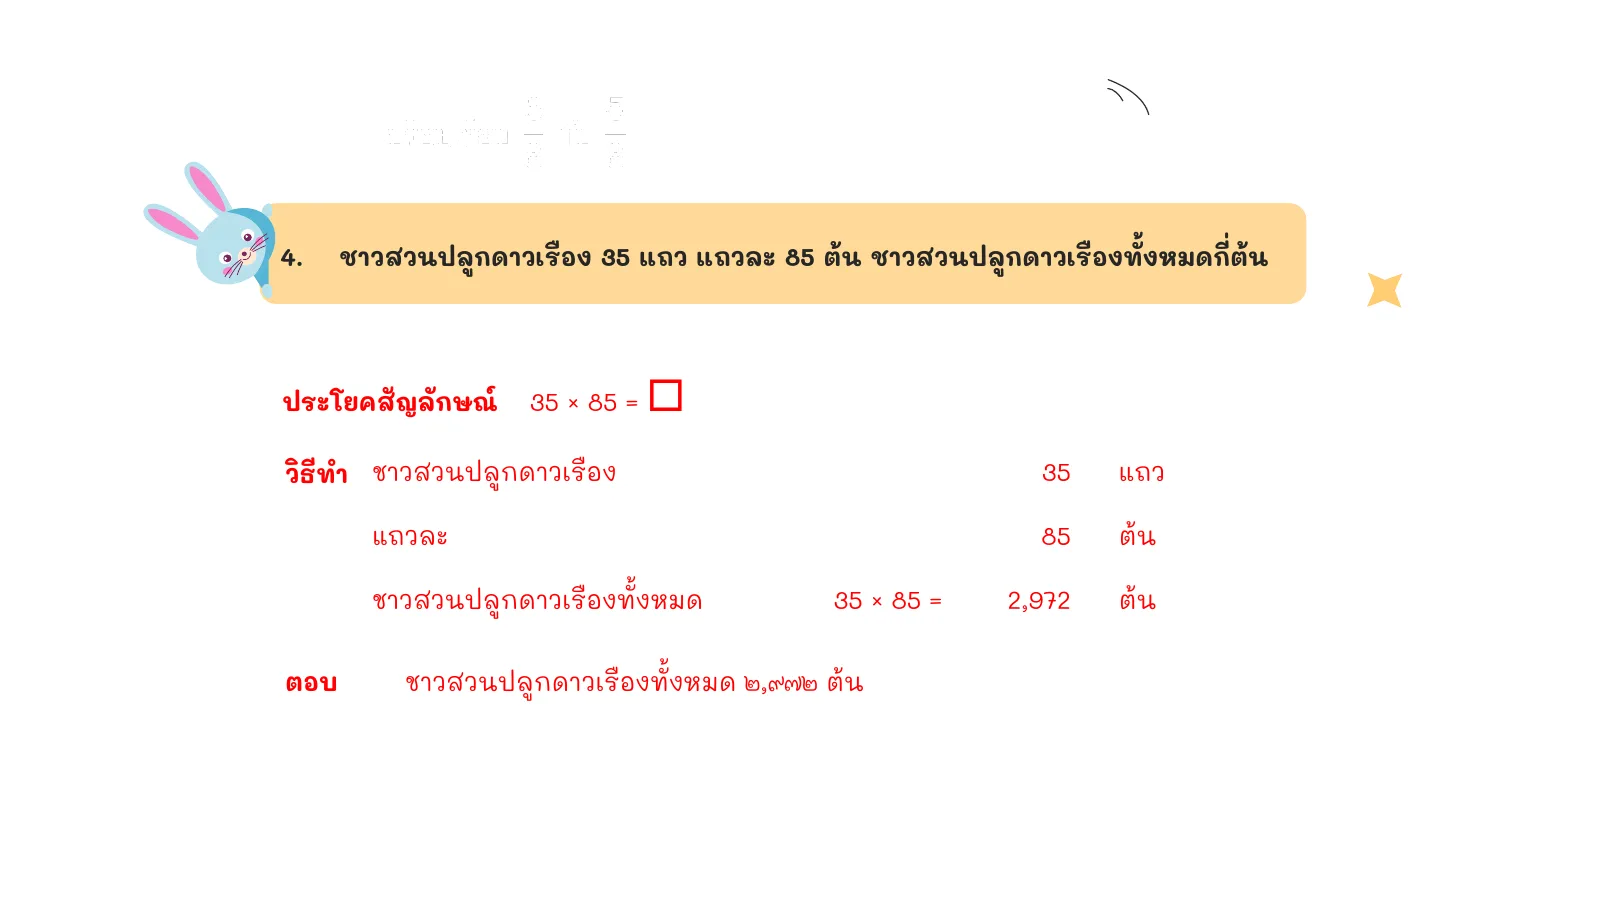 4. ชาวสวนปลูกดาวเรือง 35 แถว แถวละ 85 ต้น ชาวสวนปลูกดาวเรืองทั้งหมดกี่ต้น
ประโยคสัญลักษณ์ 35 × 85 = □
วิธีทำ ชาวสวนปลูกดาวเรือง 35 แถว
แถวละ 85 ต้น
ชาวสวนปลูกดาวเรืองทั้งหมด 35 × 85 = 2,972 ต้น
ตอบ ชาวสวนปลูกดาวเรืองทั้งหมด ๒,๙๗๒ ต้น